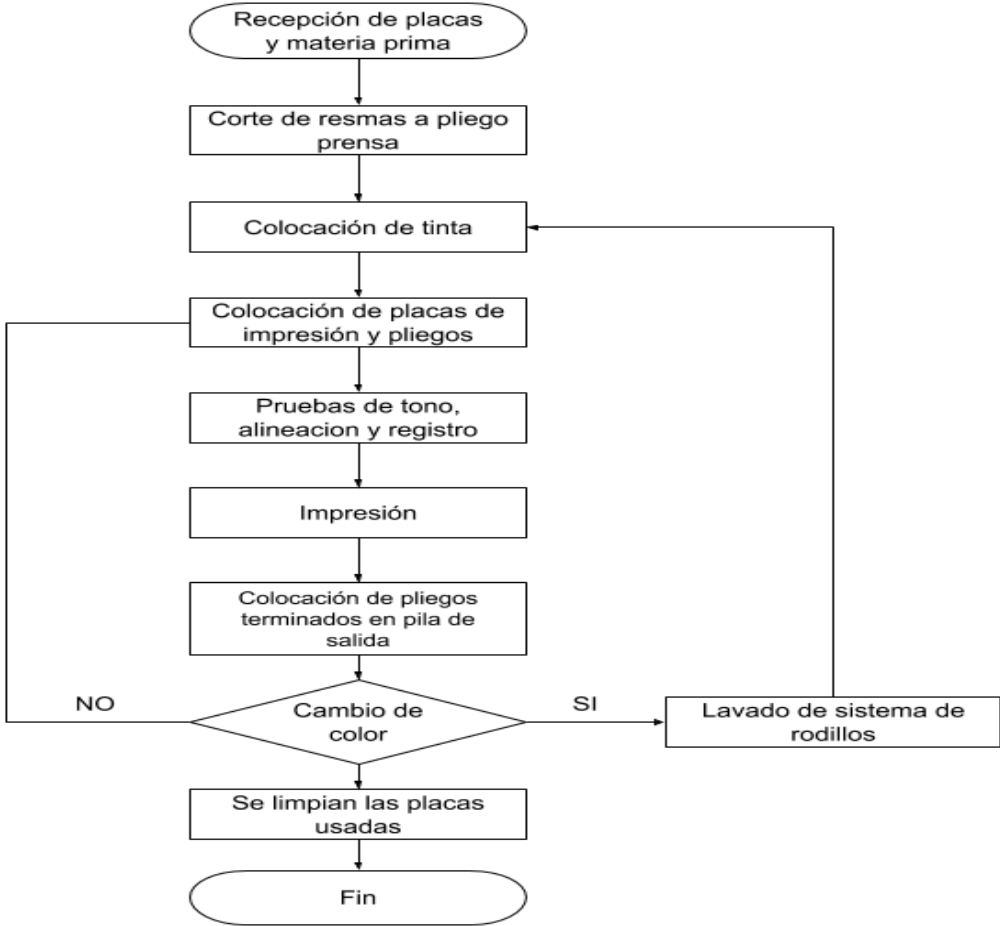 Recepción de placas
y materia prima
Corte de resmas a pliego
prensa
Colocación de tinta
Colocación de placas de
impresión y pliegos
Pruebas de tono,
alineacion y registro
Impresión
Colocación de pliegos
terminados en pila de
salida
NO
Cambio de
color
SI
Lavado de sistema de
rodillos
Se limpian las placas
usadas
Fin